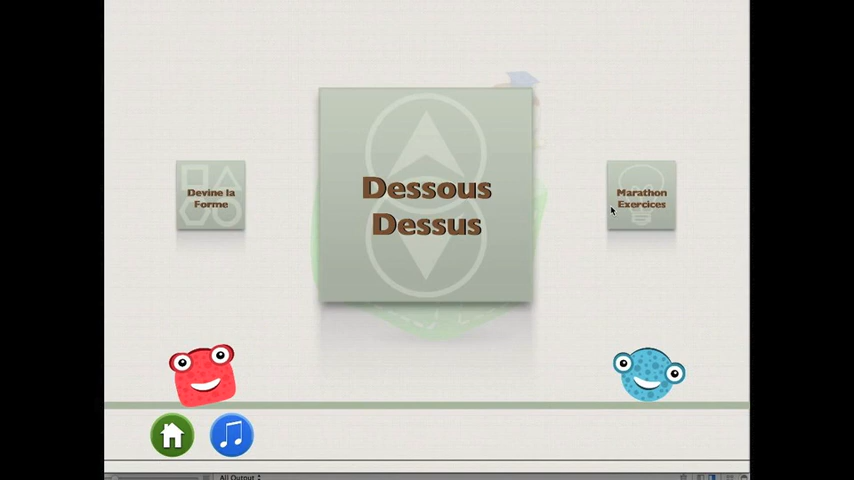 Devine la
Forme
Dessous
Dessus
Marathon
Exercices
All Output